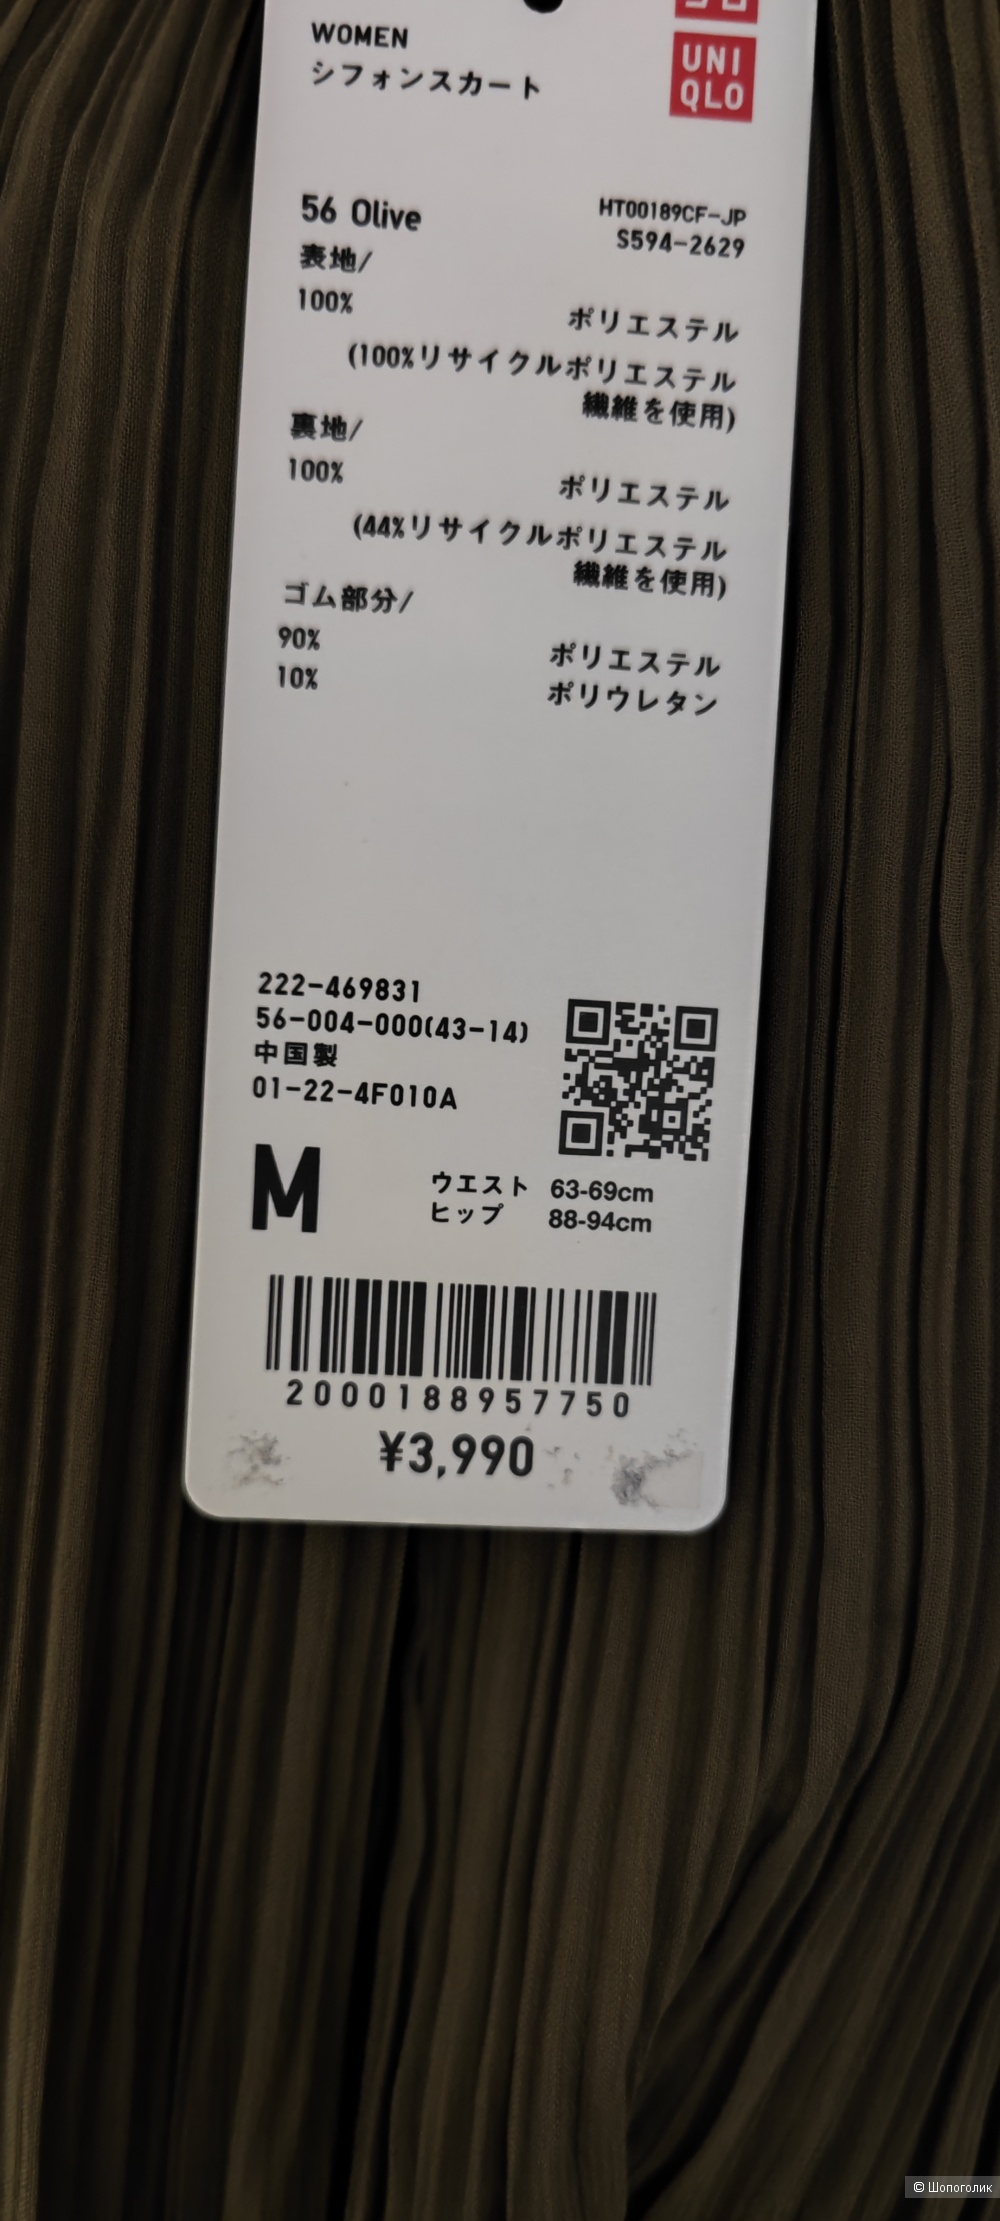 WOMEN
シフォンスカート
UNI
QLO
56 Olive
HT00189CF-JP
S594-2629
表地/
100% ポリエステル
(100%リサイクルポリエステル
繊維を使用)
裏地/
100% ポリエステル
(44%リサイクルポリエステル
繊維を使用)
ゴム部分/
90% ポリエステル
10% ポリウレタン
222-469831
56-004-000(43-14)
中国製
01-22-4F010A
M
ウエスト 63-69cm
ヒップ 88-94cm
2000188957750
¥3,990
© Шопоголик